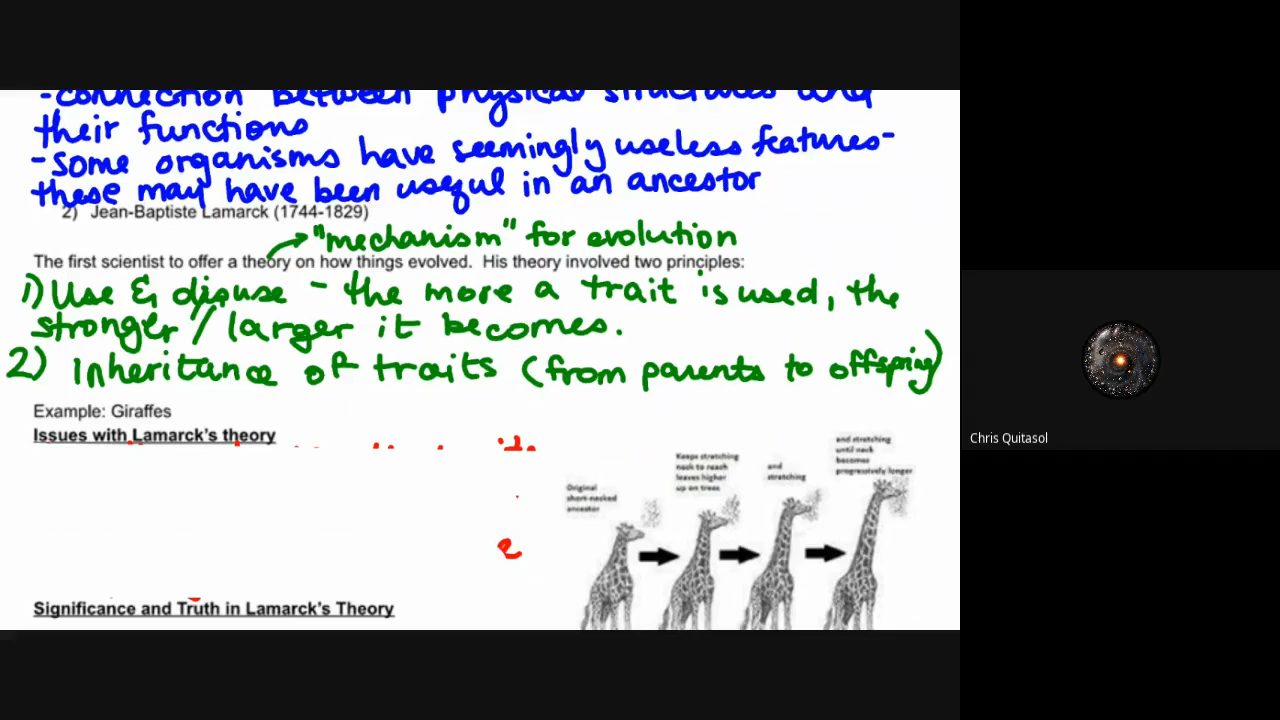 -connection between physical structures and
their functions
-some organisms have seemingly useless features-
these may have been useful in an ancestor
2) Jean-Baptiste Lamarck (1744-1829)
"mechanism" for evolution
The first scientist to offer a theory on how things evolved. His theory involved two principles:
1) Use & disuse - the more a trait is used, the
stronger / larger it becomes.
2) Inheritance of traits (from parents to offspring)
Example: Giraffes
Issues with Lamarck's theory
Original
short-necked
ancestor
Keeps stretching
neck to reach
leaves higher
up on trees
and
stretching
and stretching
until neck
becomes
progressively longer
Significance and Truth in Lamarck's Theory
Chris Quitasol